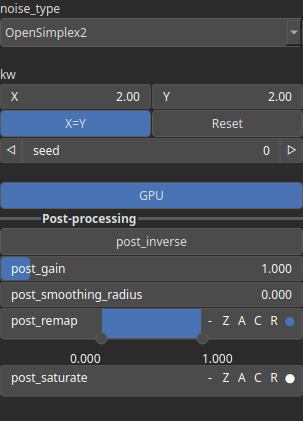 noise_type
OpenSimplex2
kw
X 2.00 Y 2.00
X=Y Reset
seed 0
GPU
Post-processing
post_inverse
post_gain 1.000
post_smoothing_radius 0.000
post_remap - Z A C R
0.000 1.000
post_saturate - Z A C R